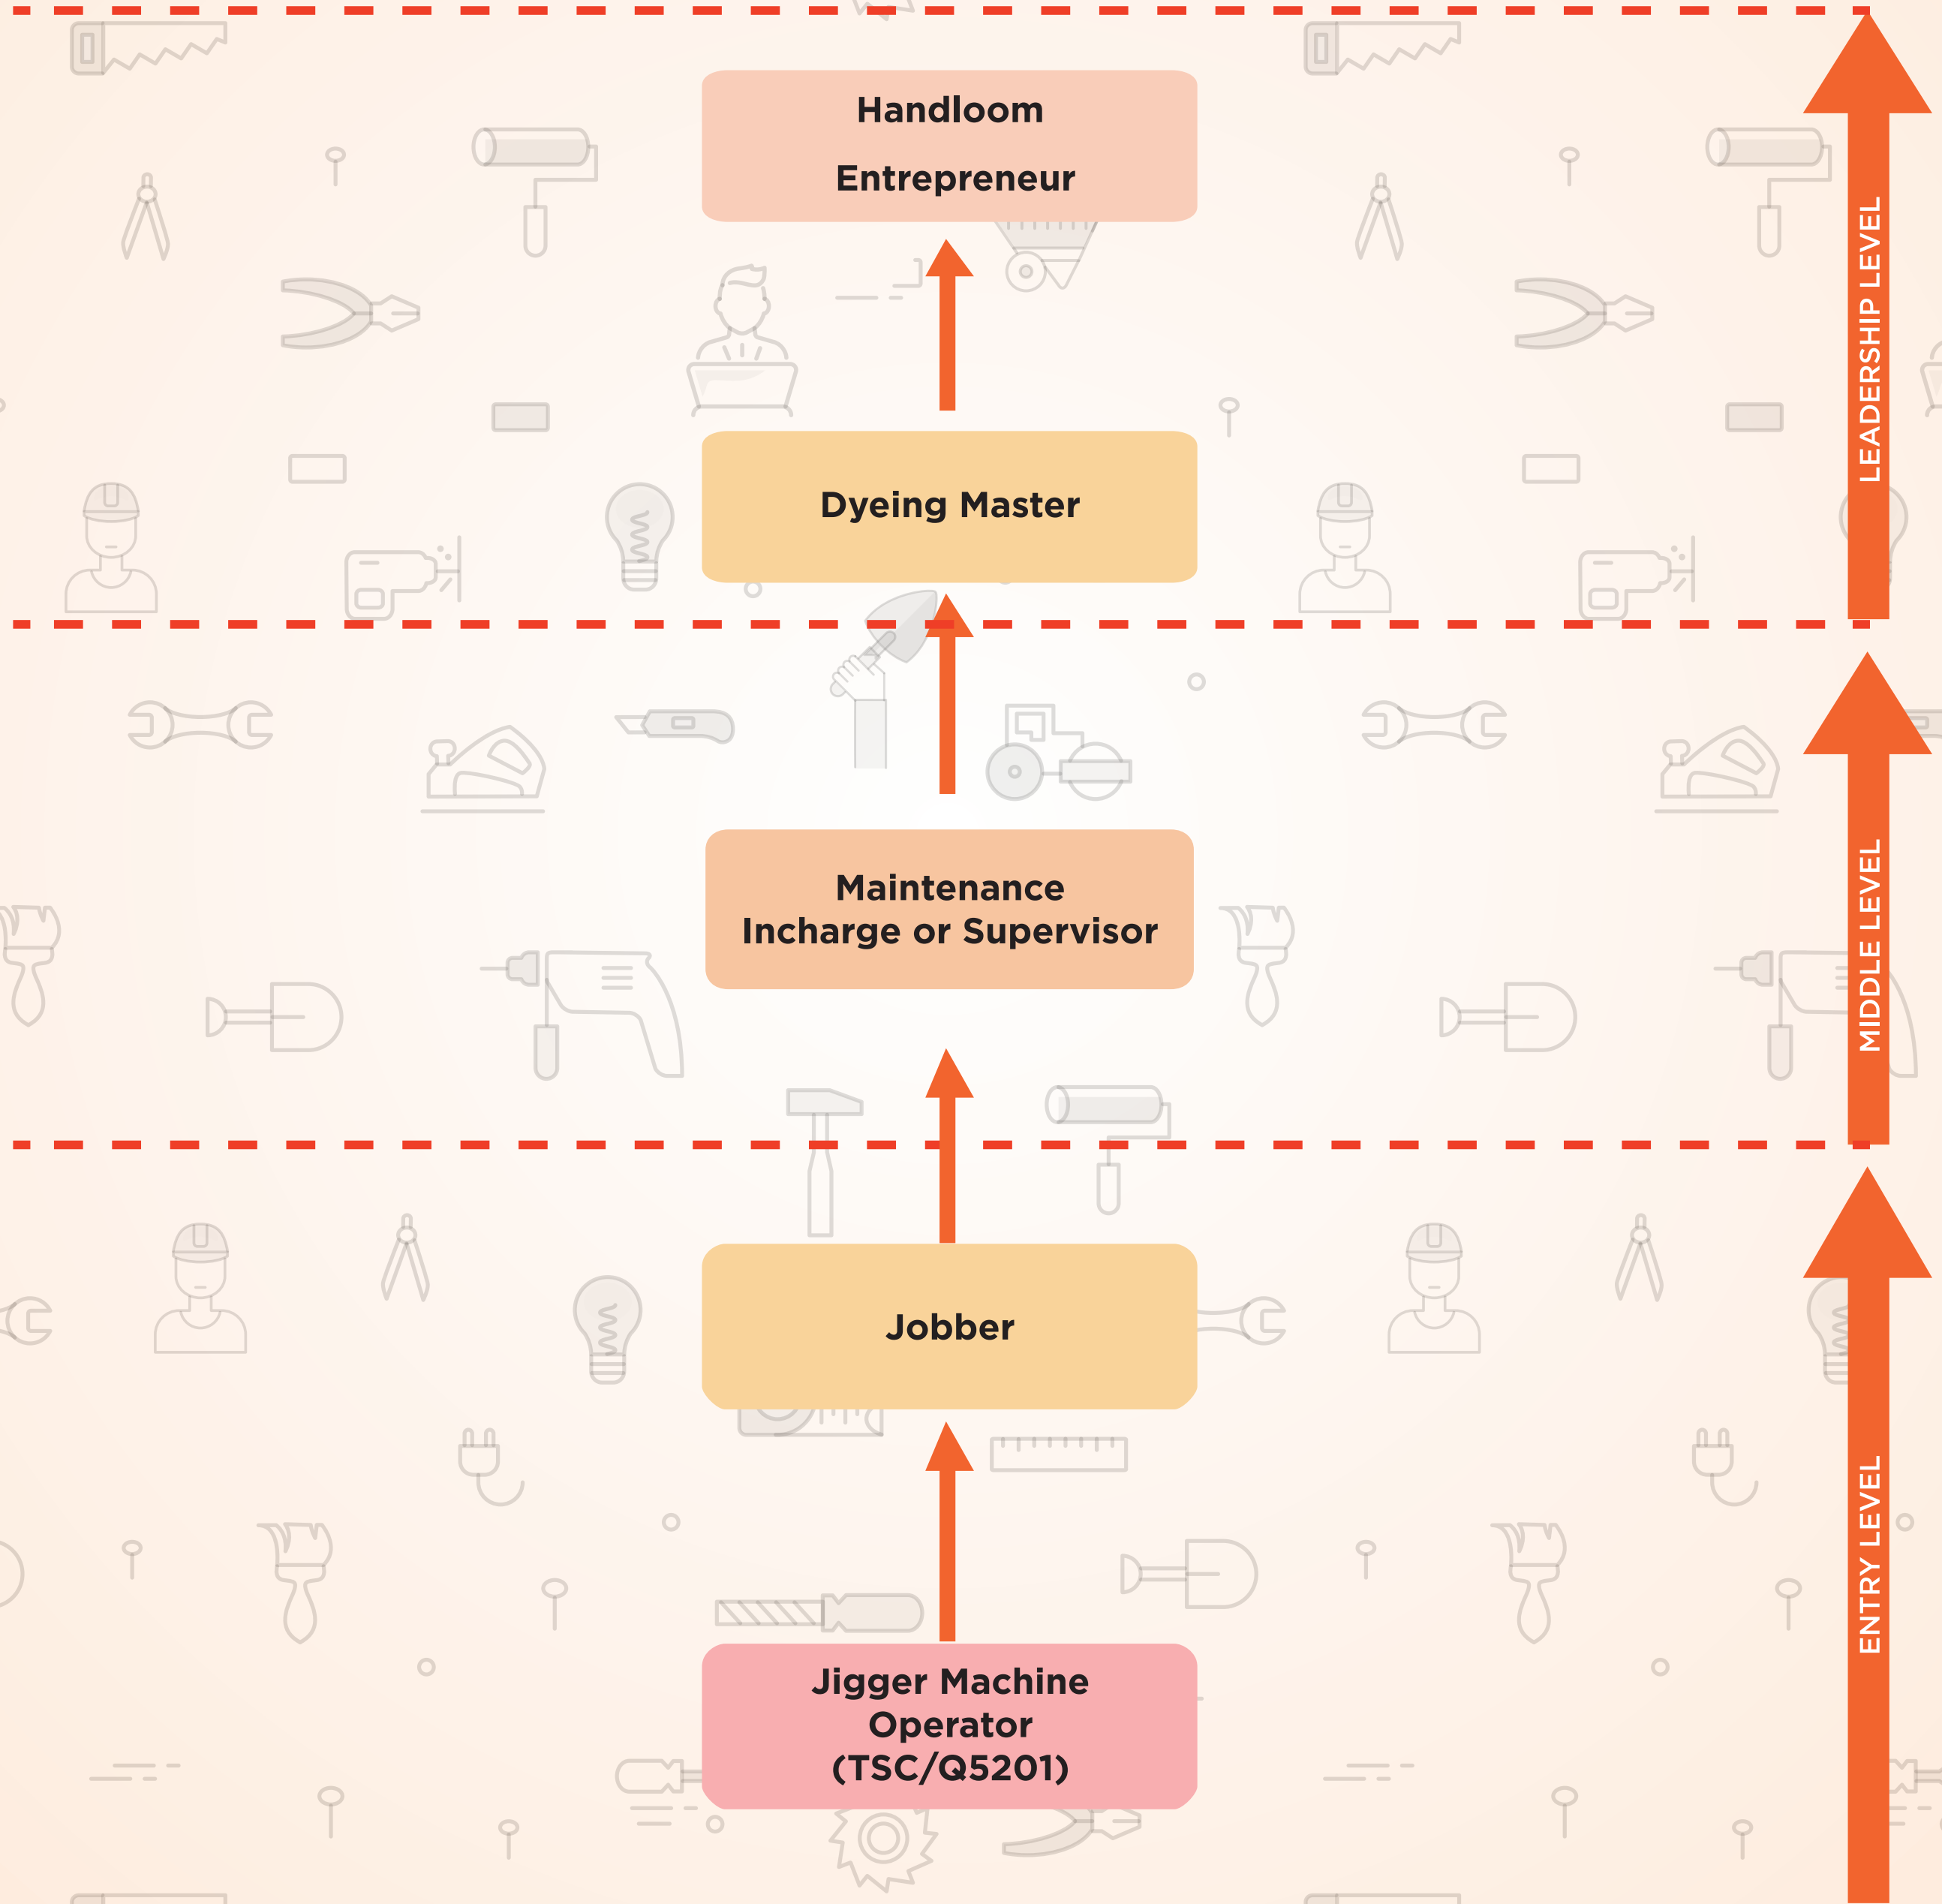 Handloom
Entrepreneur
LEADERSHIP LEVEL
Dyeing Master
Maintenance
Incharge or Supervisor
MIDDLE LEVEL
Jobber
ENTRY LEVEL
Jigger Machine
Operator
(TSC/Q5201)